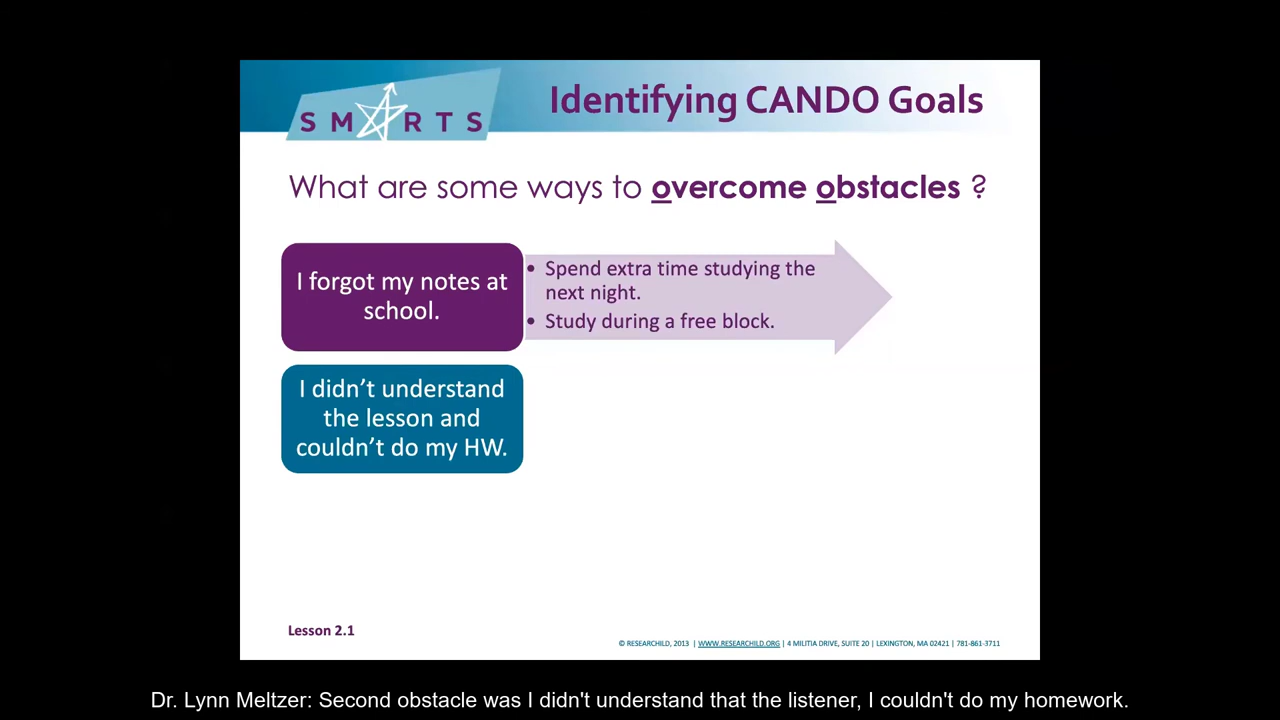 SMARTS
Identifying CANDO Goals
What are some ways to overcome obstacles ?
I forgot my notes at
school.
• Spend extra time studying the
next night.
• Study during a free block.
I didn't understand
the lesson and
couldn't do my HW.
Lesson 2.1
© RESEARCHILD, 2013 | WWW.RESEARCHILD.ORG | 4 MILITIA DRIVE, SUITE 20 | LEXINGTON, MA 02421 | 781-861-3711
Dr. Lynn Meltzer: Second obstacle was I didn't understand that the listener, I couldn't do my homework.